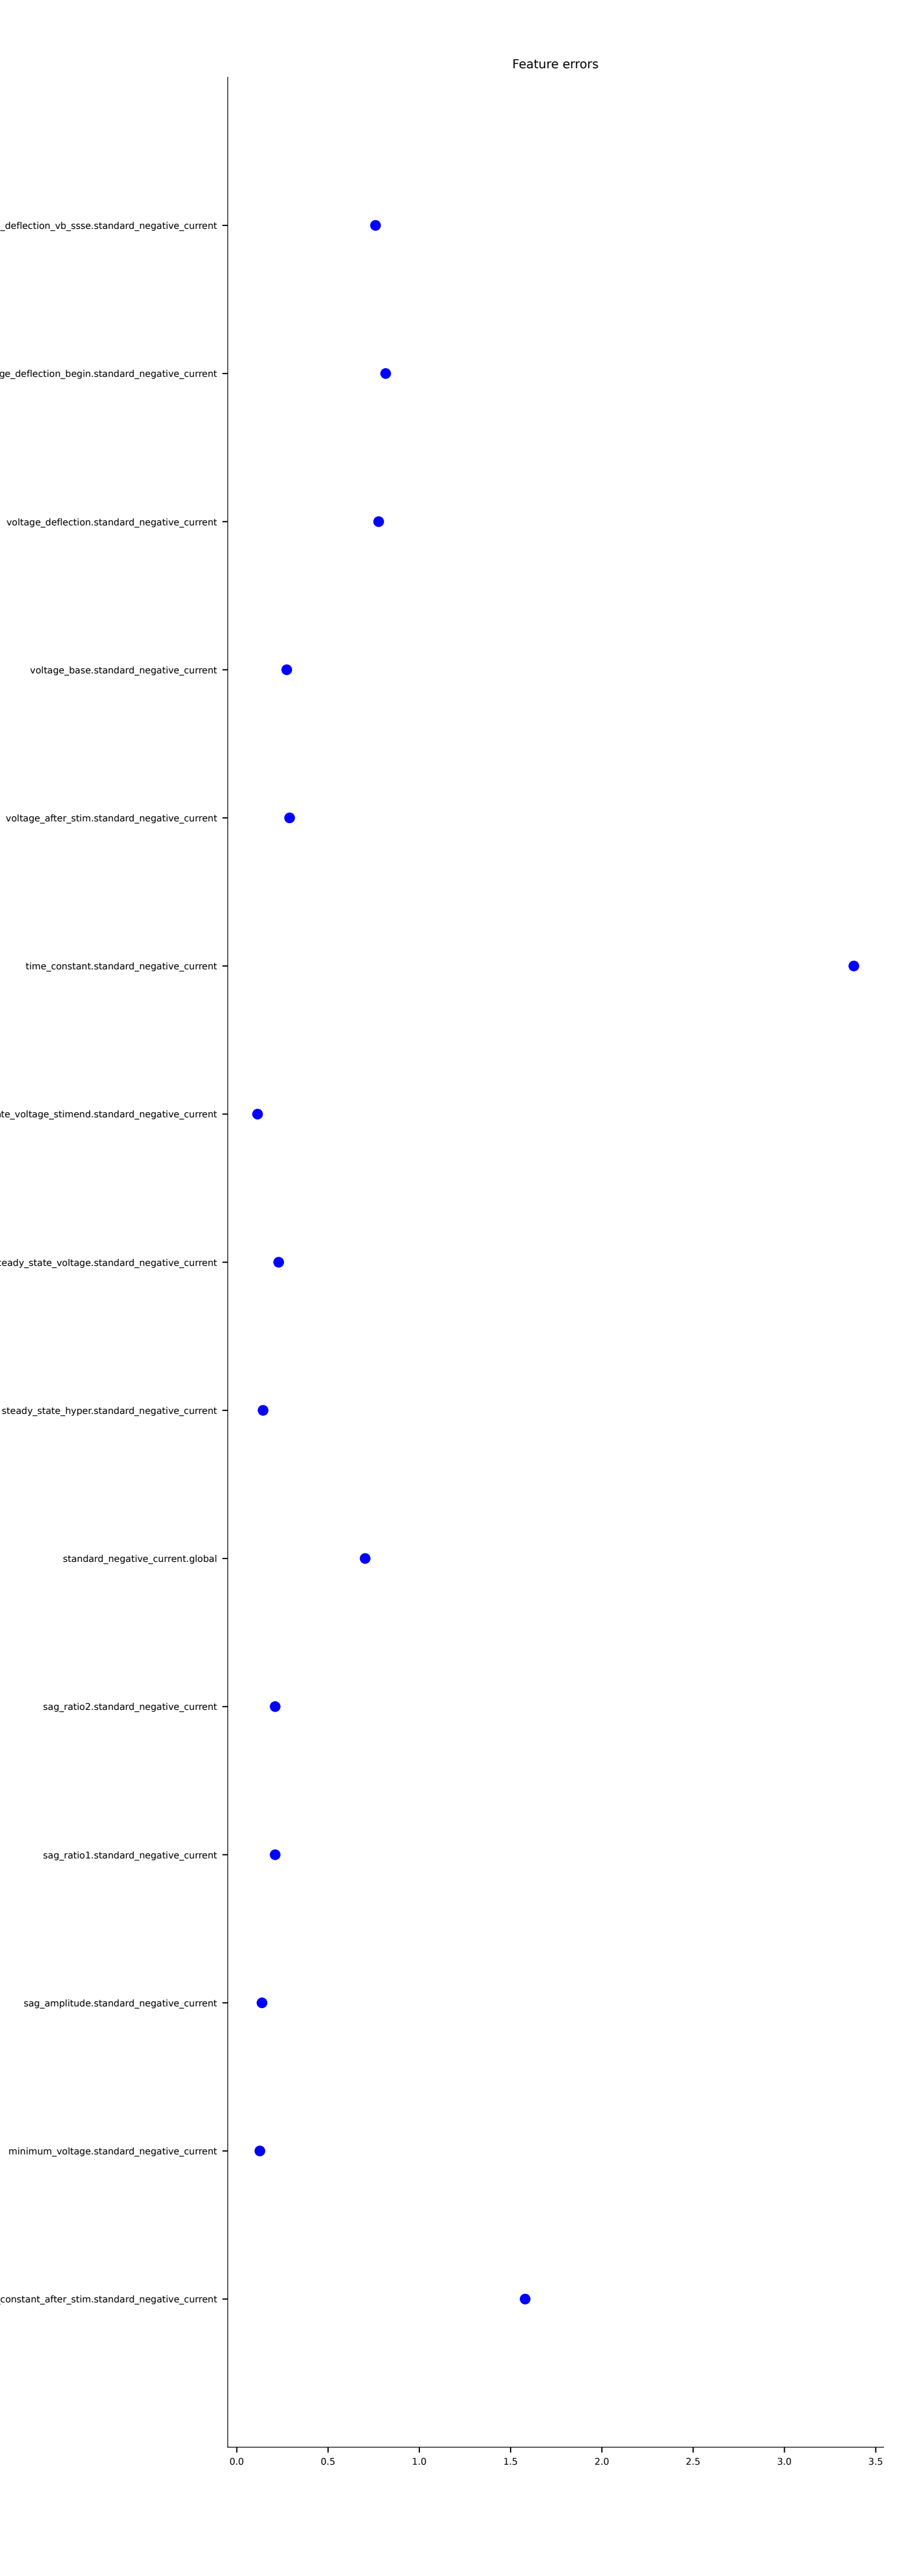 Feature errors
_deflection_vb_ssse.standard_negative_current
ge_deflection_begin.standard_negative_current
voltage_deflection.standard_negative_current
voltage_base.standard_negative_current
voltage_after_stim.standard_negative_current
time_constant.standard_negative_current
te_voltage_stimend.standard_negative_current
eady_state_voltage.standard_negative_current
steady_state_hyper.standard_negative_current
standard_negative_current.global
sag_ratio2.standard_negative_current
sag_ratio1.standard_negative_current
sag_amplitude.standard_negative_current
minimum_voltage.standard_negative_current
constant_after_stim.standard_negative_current
0.0 0.5 1.0 1.5 2.0 2.5 3.0 3.5